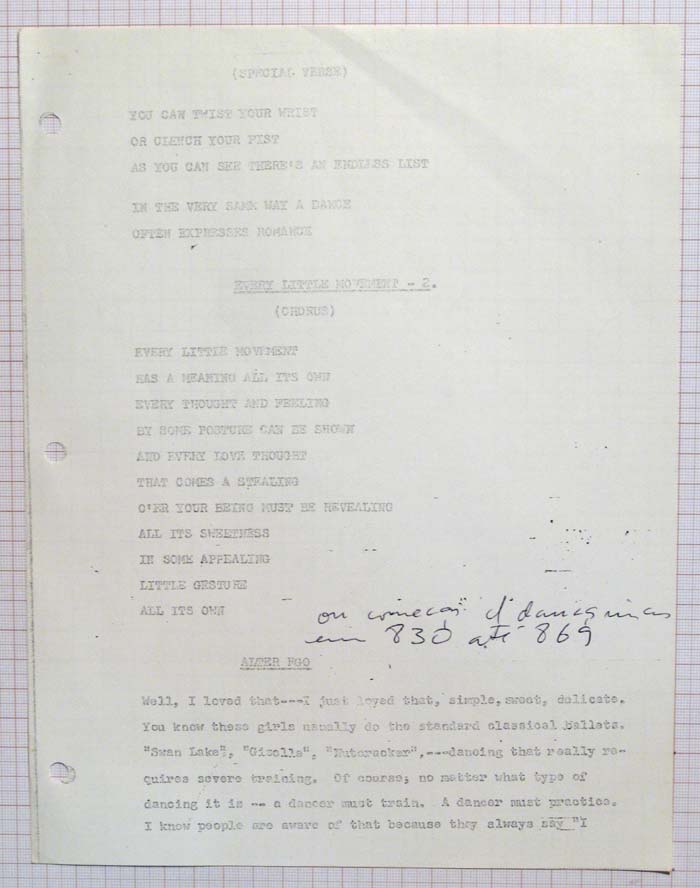 (SPECIAL VERSE)
YOU CAN TWIST YOUR WRIST
OR CLENCH YOUR FIST
AS YOU CAN SEE THERE'S AN ENDLESS LIST
IN THE VERY SAME WAY A DANCE
OFTEN EXPRESSES ROMANCE
EVERY LITTLE MOVEMENT - 2.
(CHORUS)
EVERY LITTLE MOVEMENT
HAS A MEANING ALL ITS OWN
EVERY THOUGHT AND FEELING
BY SOME POSTURE CAN BE SHOWN
AND EVERY LOVE THOUGHT
THAT COMES A STEALING
O'ER YOUR BEING MUST BE REVEALING
ALL ITS SWEETNESS
IN SOME APPEALING
LITTLE GESTURE
ALL ITS OWN
ou
em 830 até 869
ALTER EGO
Well, I loved that---I just loved that, simple, sweet, delicate.
You know these girls usually do the standard classical Ballets.
"Swan Lake", "Gizelle", "Nutcracker",---dancing that really re-
quires severe training. Of course; no matter what type of
dancing it is -- a dancer must train. A dancer must practice.
I know people are aware of that because they always say "I